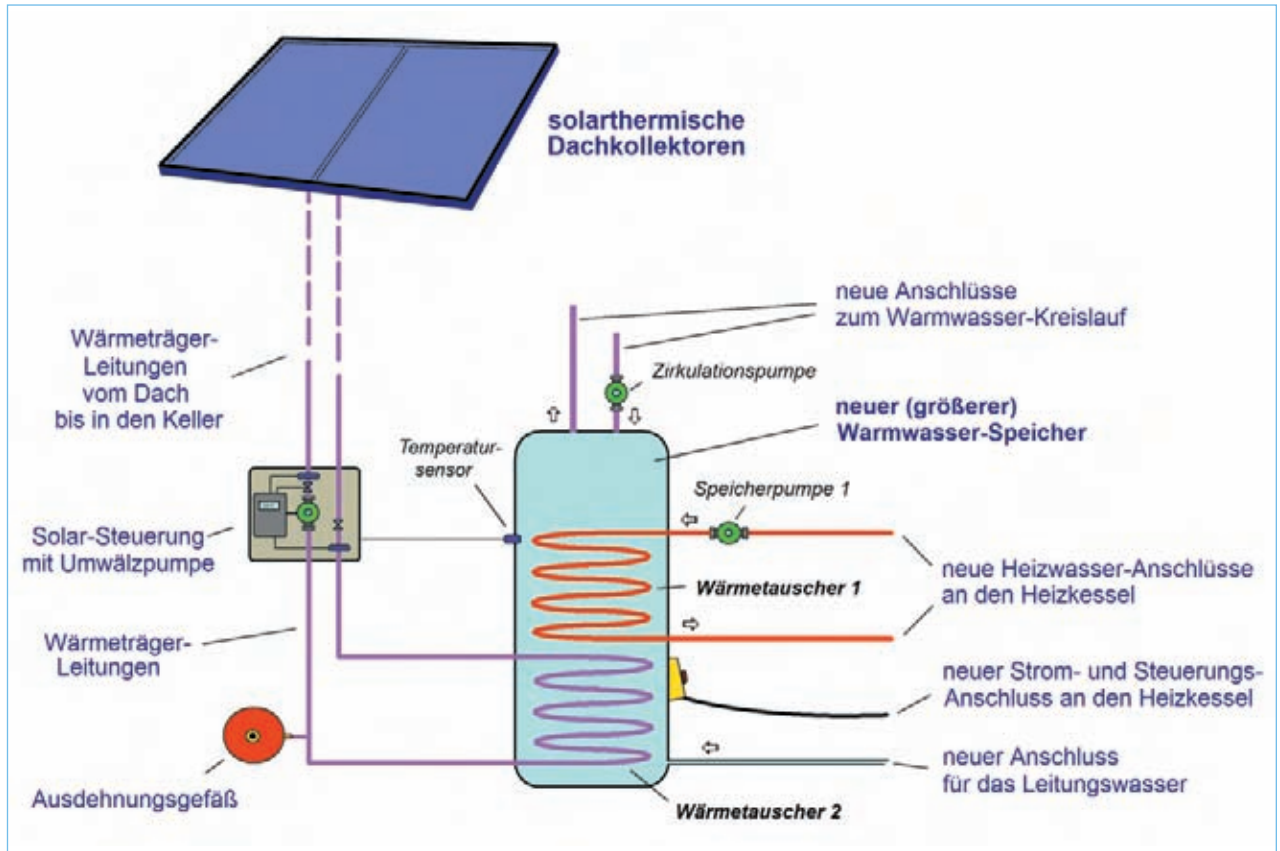 solarthermische
Dachkollektoren
neue Anschlüsse
zum Warmwasser-Kreislauf
Wärmeträger-
Leitungen
vom Dach
bis in den Keller
Zirkulationspumpe
neuer (größerer)
Warmwasser-Speicher
Temperatur-
sensor
Speicherpumpe 1
Solar-Steuerung
mit Umwälzpumpe
neue Heizwasser-Anschlüsse
an den Heizkessel
Wärmetauscher 1
Wärmeträger-
Leitungen
neuer Strom- und Steuerungs-
Anschluss an den Heizkessel
neuer Anschluss
für das Leitungswasser
Ausdehnungsgefäß
Wärmetauscher 2